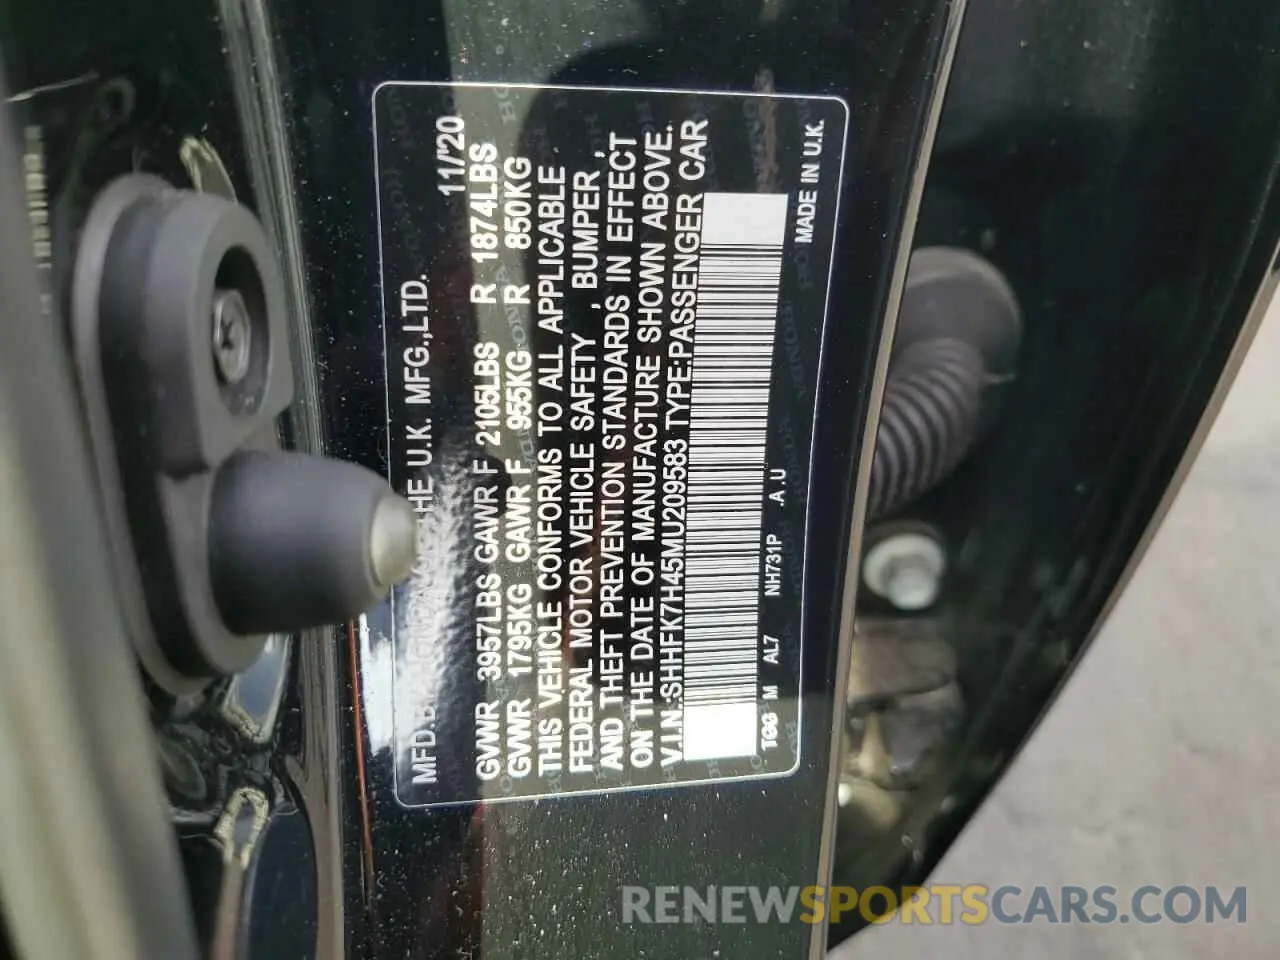 MFD.BY HONDA OF THE U.K. MFG.,LTD. 11/'20
GVWR 3957LBS GAWR F 2105LBS R 1874LBS
GVWR 1795KG GAWR F 955KG R 850KG
THIS VEHICLE CONFORMS TO ALL APPLICABLE
FEDERAL MOTOR VEHICLE SAFETY , BUMPER ,
AND THEFT PREVENTION STANDARDS IN EFFECT
ON THE DATE OF MANUFACTURE SHOWN ABOVE.
V.I.N.:SHHFK7H45MU209583 TYPE:PASSENGER CAR
TGG M AL7 NH731P .A .U MADE IN U.K.
RENEWSPORTSCARS.COM